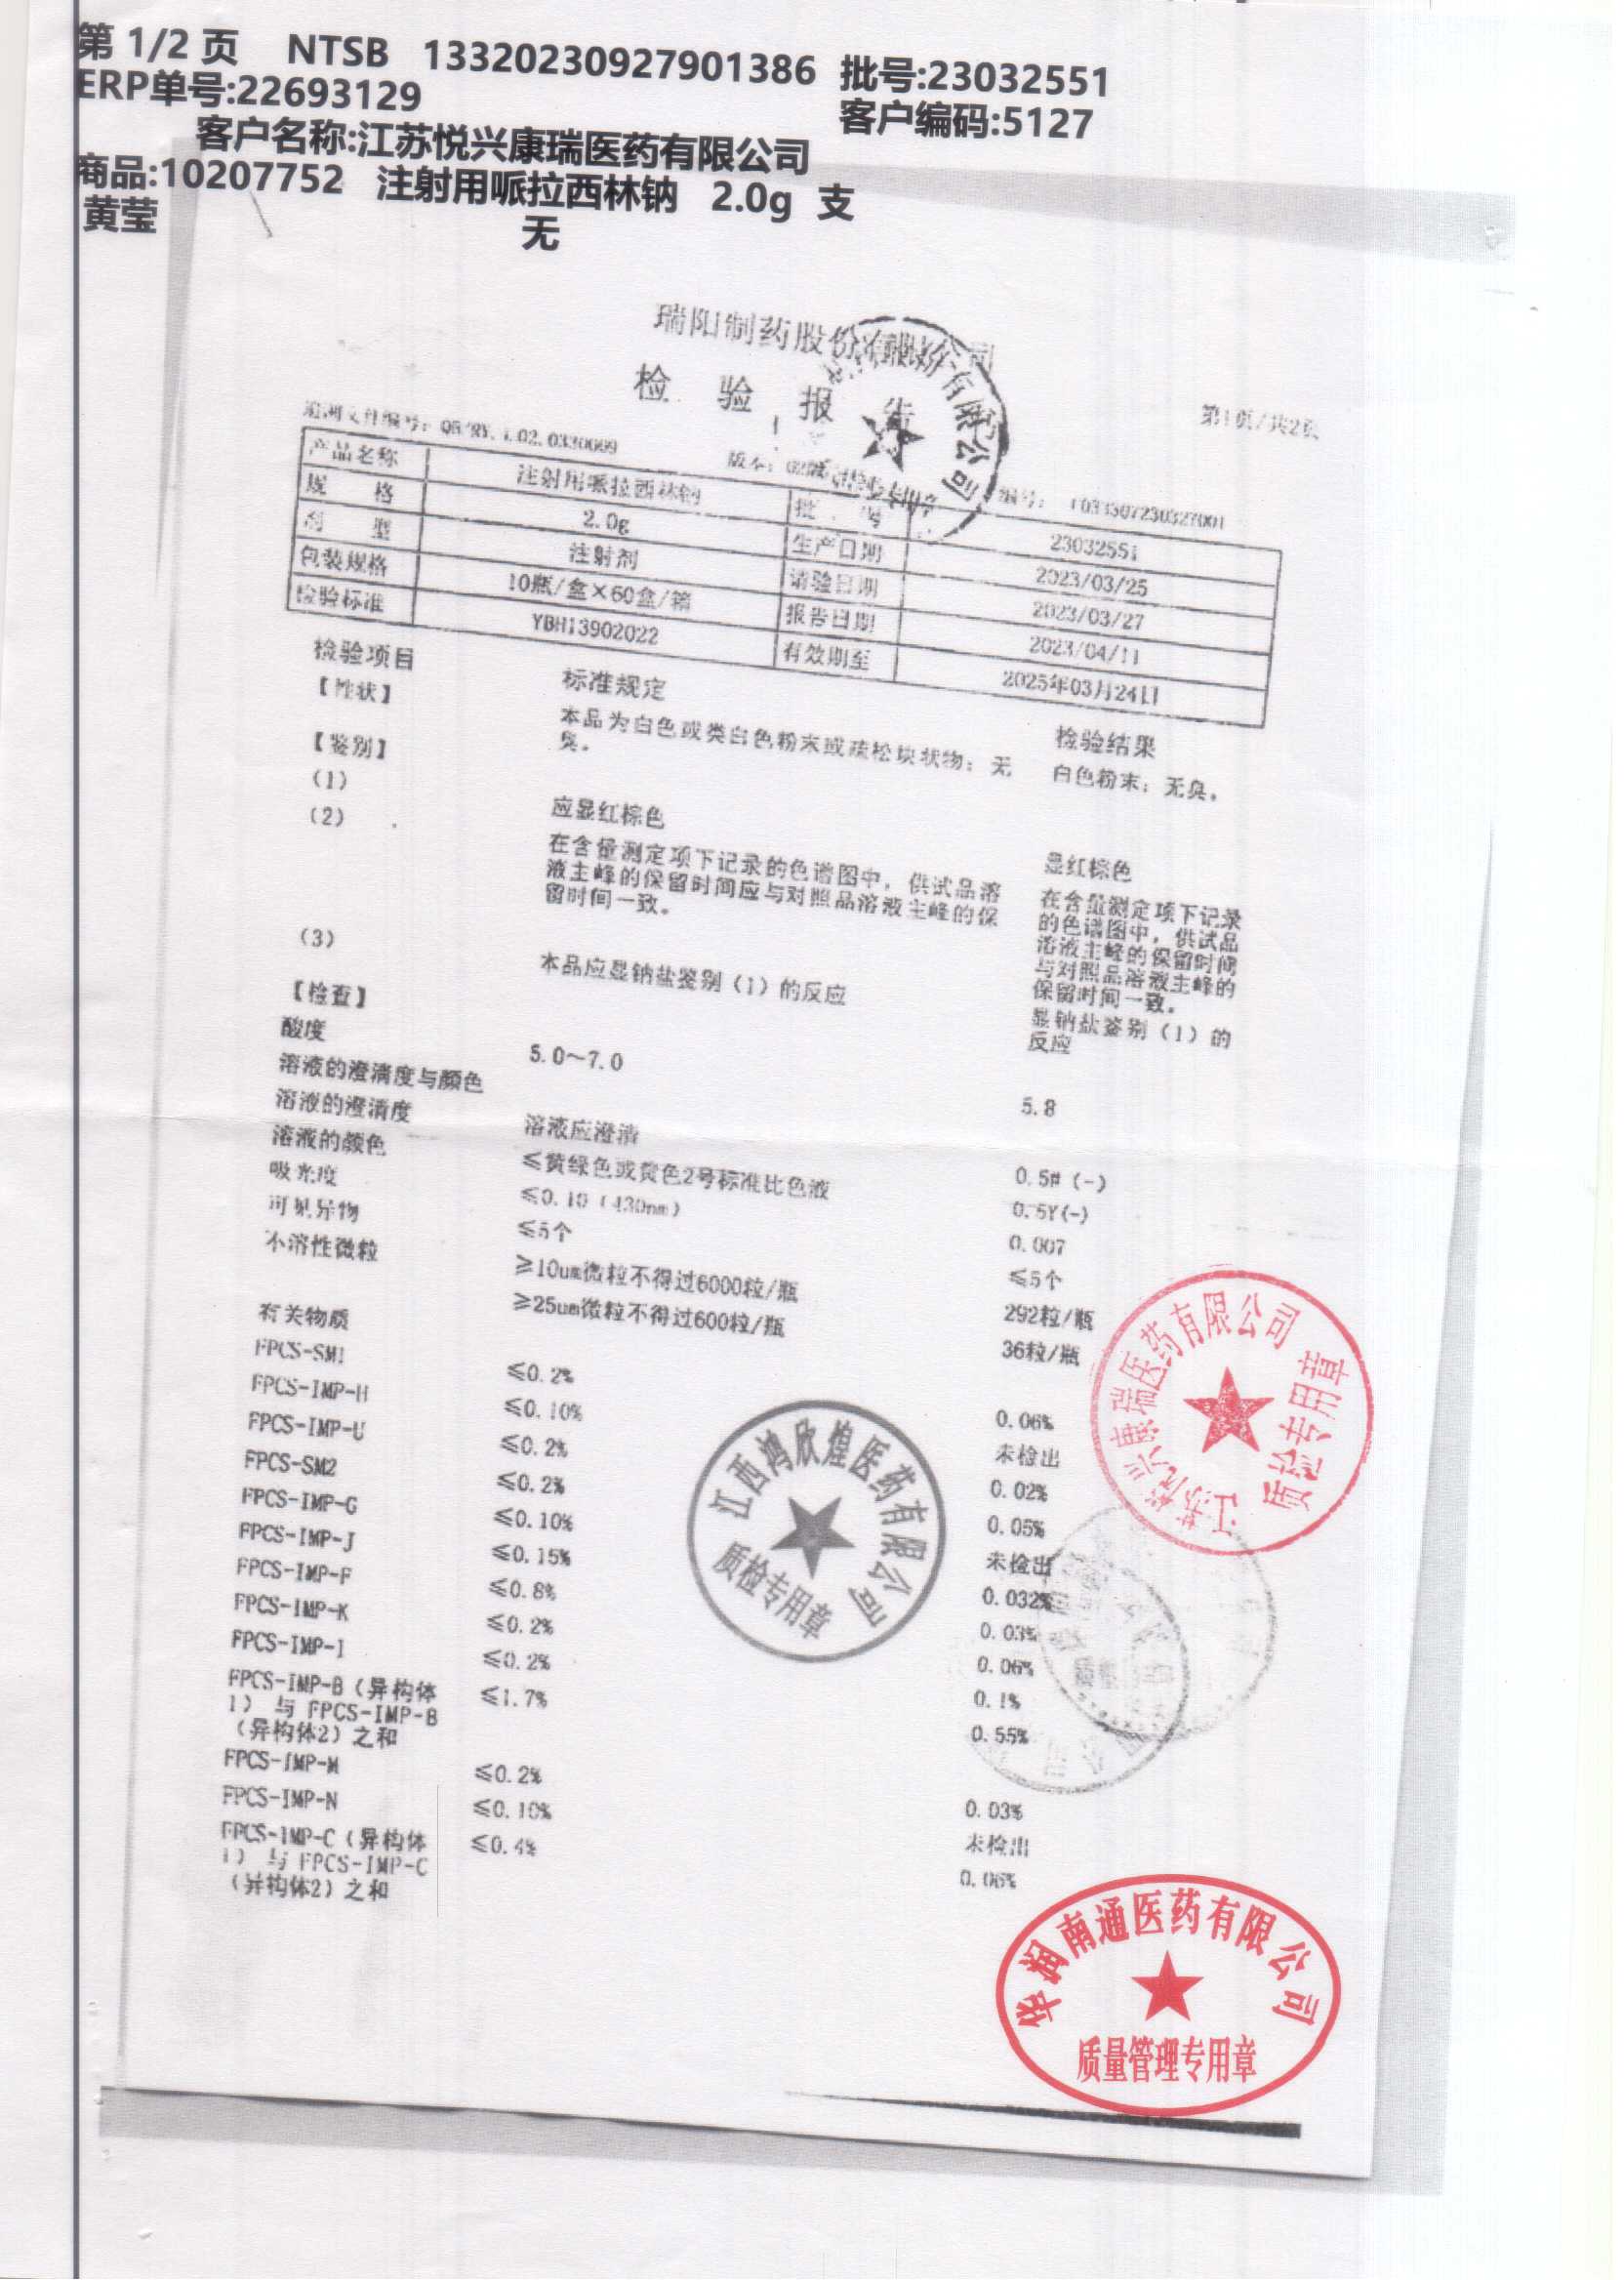 第 1/2 页 NTSB 13320230927901386 批号:23032551
ERP单号:22693129 客户编码:5127
客户名称:江苏悦兴康瑞医药有限公司
商品:10207752 注射用哌拉西林钠 2.0g 支
黄莹 无
瑞阳制药股份有限公司
检 验 报 告
第1页/共2页
版本: 编号:
产品名称 注射用哌拉西林钠 批 号 23032551
规 格 2.0g 生产日期 2023/03/25
剂 型 注射剂 请验日期 2023/03/27
包装规格 10瓶/盒×60盒/箱 报告日期 2023/04/11
检验标准 YBH13902022 有效期至 2025年03月24日
检验项目 标准规定 检验结果
【性状】 本品为白色或类白色粉末或疏松块状物；无臭。 白色粉末；无臭。
【鉴别】
(1) 应显红棕色 显红棕色
(2) 在含量测定项下记录的色谱图中，供试品溶
液主峰的保留时间应与对照品溶液主峰的保
留时间一致。
在含量测定项下记录
的色谱图中，供试品
溶液主峰的保留时间
与对照品溶液主峰的
保留时间一致。
(3) 本品应显钠盐鉴别（1）的反应 显钠盐鉴别（1）的
反应
【检查】
酸度 5.0～7.0 5.8
溶液的澄清度与颜色
溶液的澄清度 溶液应澄清 0.5#(-)
溶液的颜色 ≤黄绿色或黄色2号标准比色液 0.5Y(-)
吸光度 ≤0.10（430nm） 0.007
可见异物 ≤5个 ≤5个
不溶性微粒 ≥10um微粒不得过6000粒/瓶 292粒/瓶
≥25um微粒不得过600粒/瓶 36粒/瓶
有关物质
FPCS-SM1 ≤0.2% 0.06%
FPCS-IMP-H ≤0.10% 未检出
FPCS-IMP-U ≤0.2% 0.02%
FPCS-SM2 ≤0.2% 0.05%
FPCS-IMP-G ≤0.10% 未检出
FPCS-IMP-J ≤0.15% 0.032%
FPCS-IMP-F ≤0.8% 0.03%
FPCS-IMP-K ≤0.2% 0.06%
FPCS-IMP-I ≤0.2% 0.1%
FPCS-IMP-B（异构体 ≤1.7% 0.55%
1）与 FPCS-IMP-B
（异构体2）之和
FPCS-IMP-M ≤0.2% 0.03%
FPCS-IMP-N ≤0.10% 未检出
FPCS-IMP-C（异构体 ≤0.4% 0.06%
1）与 FPCS-IMP-C
（异构体2）之和
江苏悦兴康瑞医药有限公司
质检专用章
江西鸿欣煌医药有限公司
质检专用章
华润南通医药有限公司
质量管理专用章